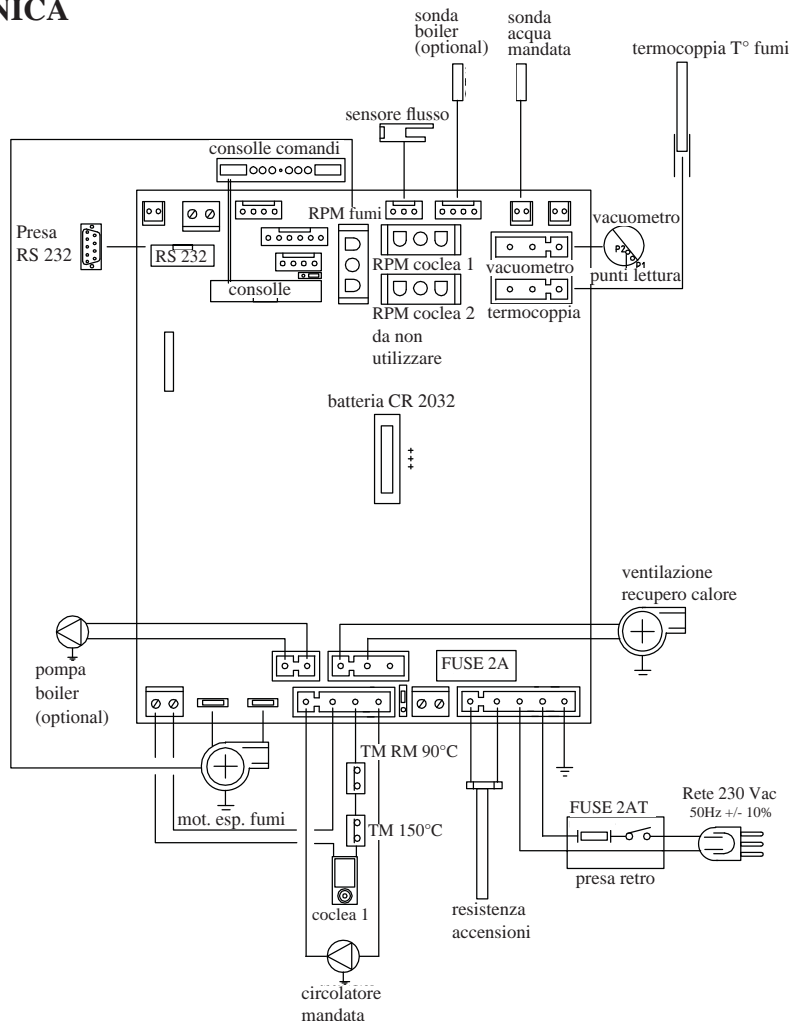 NICA
sonda
boiler
(optional)
sonda
acqua
mandata
termocoppia T° fumi
sensore flusso
consolle comandi
RPM fumi
vacuometro
Presa
RS 232
RS 232
RPM coclea 1
vacuometro
P2
P1
punti lettura
consolle
RPM coclea 2
termocoppia
da non
utilizzare
batteria CR 2032
+++
ventilazione
recupero calore
FUSE 2A
pompa
boiler
(optional)
TM RM 90°C
FUSE 2AT
Rete 230 Vac
50Hz +/- 10%
mot. esp. fumi
TM 150°C
presa retro
coclea 1
resistenza
accensioni
circolatore
mandata